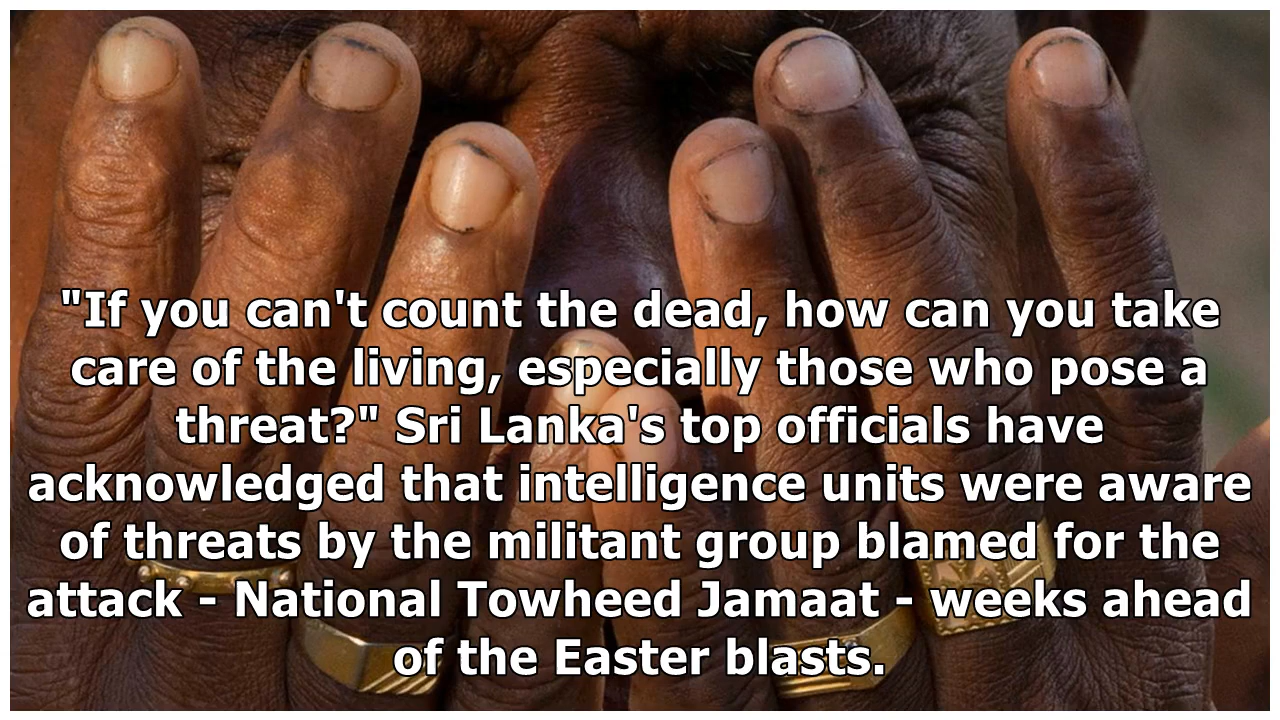 "If you can't count the dead, how can you take
care of the living, especially those who pose a
threat?" Sri Lanka's top officials have
acknowledged that intelligence units were aware
of threats by the militant group blamed for the
attack - National Towheed Jamaat - weeks ahead
of the Easter blasts.